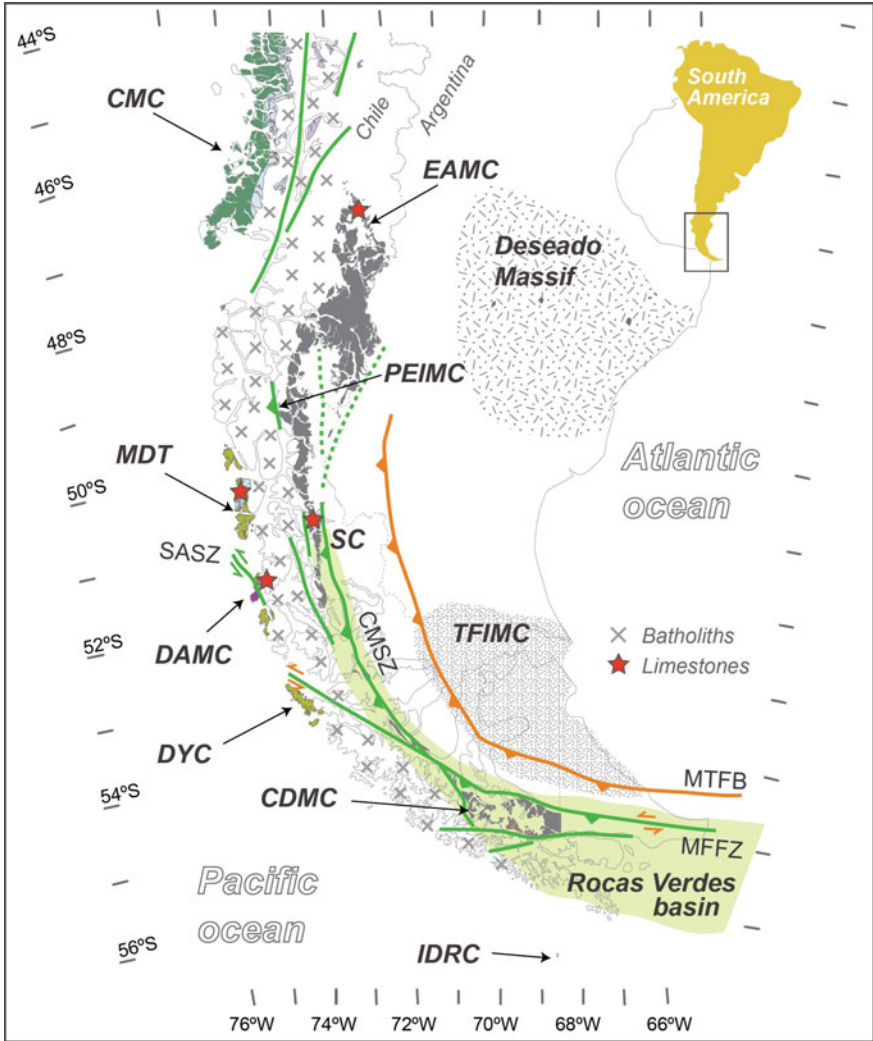 44ºS
46ºS
48ºS
50ºS
52ºS
54ºS
56ºS
CMC
Chile
Argentina
EAMC
South
America
Deseado
Massif
PEIMC
MDT
Atlantic
ocean
SASZ
SC
CMSZ
TFIMC
Batholiths
Limestones
DAMC
DYC
CDMC
MTFB
MFFZ
Pacific
ocean
Rocas Verdes
basin
IDRC
76ºW 74ºW 72ºW 70ºW 68ºW 66ºW